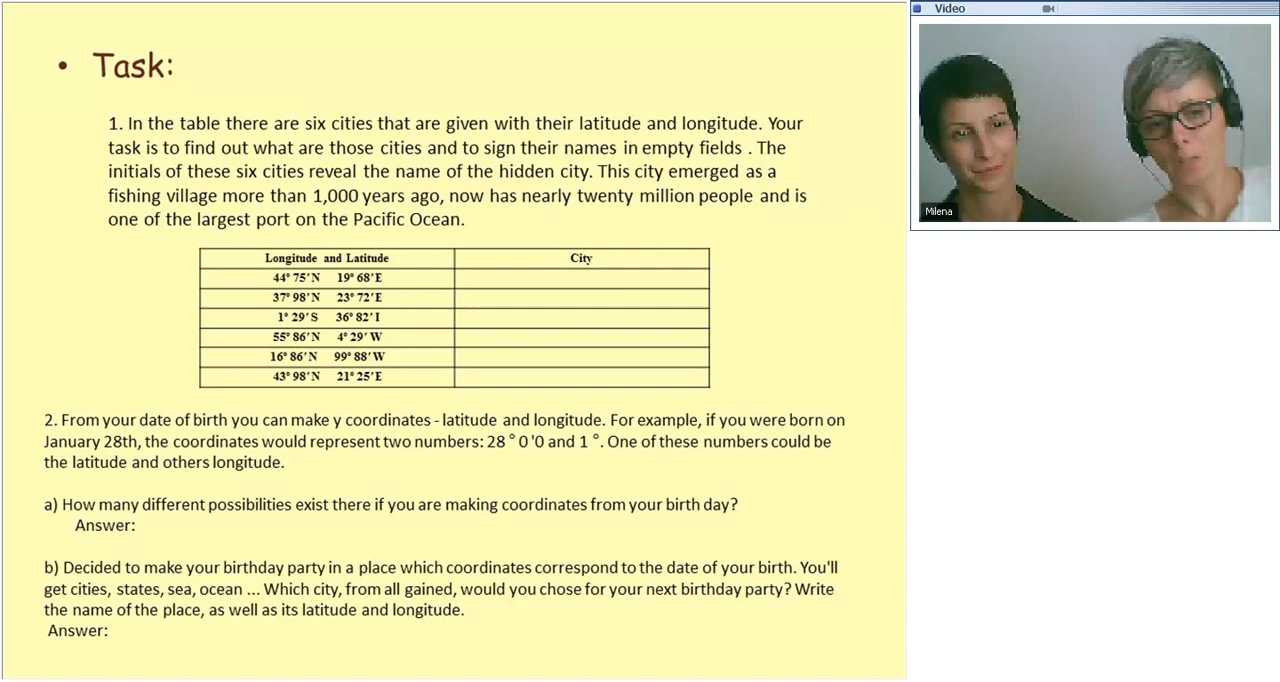 • Task:
1. In the table there are six cities that are given with their latitude and longitude. Your
task is to find out what are those cities and to sign their names in empty fields . The
initials of these six cities reveal the name of the hidden city. This city emerged as a
fishing village more than 1,000 years ago, now has nearly twenty million people and is
one of the largest port on the Pacific Ocean.
Longitude and Latitude City
44° 75'N 19° 68'E
37° 98'N 23° 72'E
1° 29'S 36° 82'I
55° 86'N 4° 29' W
16° 86'N 99° 88'W
43° 98'N 21° 25'E
2. From your date of birth you can make y coordinates - latitude and longitude. For example, if you were born on
January 28th, the coordinates would represent two numbers: 28 ° 0 '0 and 1 °. One of these numbers could be
the latitude and others longitude.
a) How many different possibilities exist there if you are making coordinates from your birth day?
Answer:
b) Decided to make your birthday party in a place which coordinates correspond to the date of your birth. You'll
get cities, states, sea, ocean ... Which city, from all gained, would you chose for your next birthday party? Write
the name of the place, as well as its latitude and longitude.
Answer:
Video
Milena